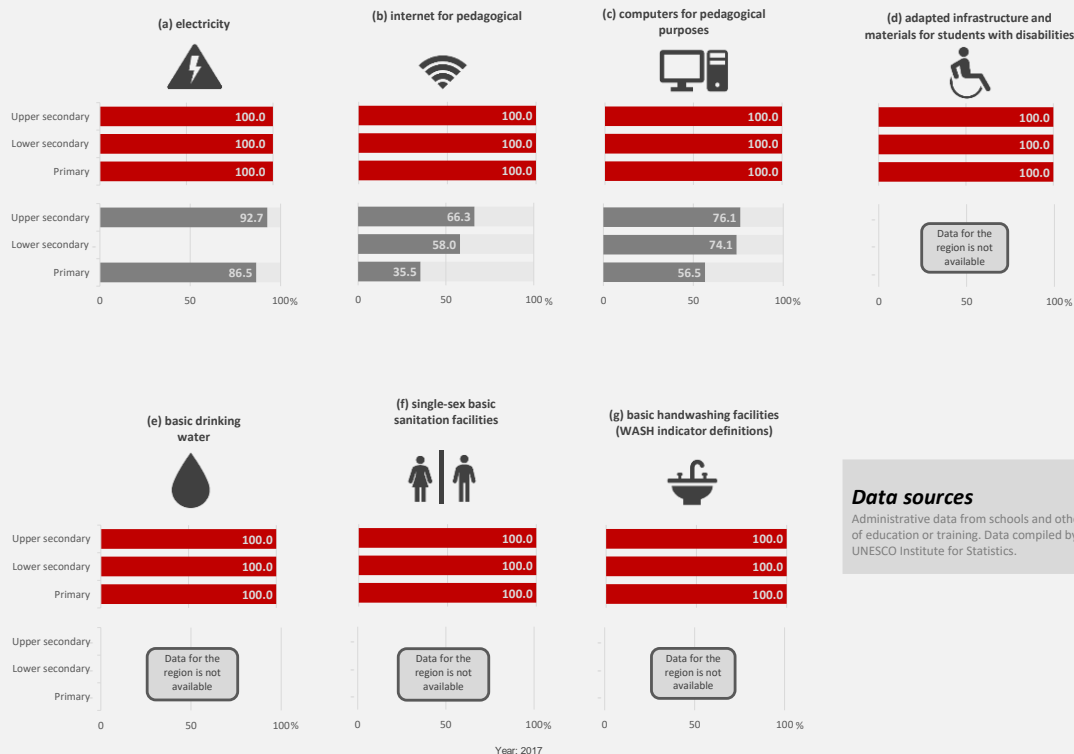 (a) electricity
(b) internet for pedagogical
(c) computers for pedagogical
purposes
(d) adapted infrastructure and
materials for students with disabilities
Upper secondary 100.0 100.0 100.0 100.0
Lower secondary 100.0 100.0 100.0 100.0
Primary 100.0 100.0 100.0 100.0
Upper secondary 92.7 66.3 76.1
Lower secondary 58.0 74.1
Primary 86.5 35.5 56.5
Data for the
region is not
available
0 50 100% 0 50 100% 0 50 100% 0 50 100%
(e) basic drinking
water
(f) single-sex basic
sanitation facilities
(g) basic handwashing facilities
(WASH indicator definitions)
Upper secondary 100.0 100.0 100.0
Lower secondary 100.0 100.0 100.0
Primary 100.0 100.0 100.0
Data sources
Administrative data from schools and
of education or training. Data compiled by
UNESCO Institute for Statistics.
Upper secondary
Lower secondary
Primary
Data for the
region is not
available
Data for the
region is not
available
Data for the
region is not
available
0 50 100% 0 50 100% 0 50 100%
Year: 2017